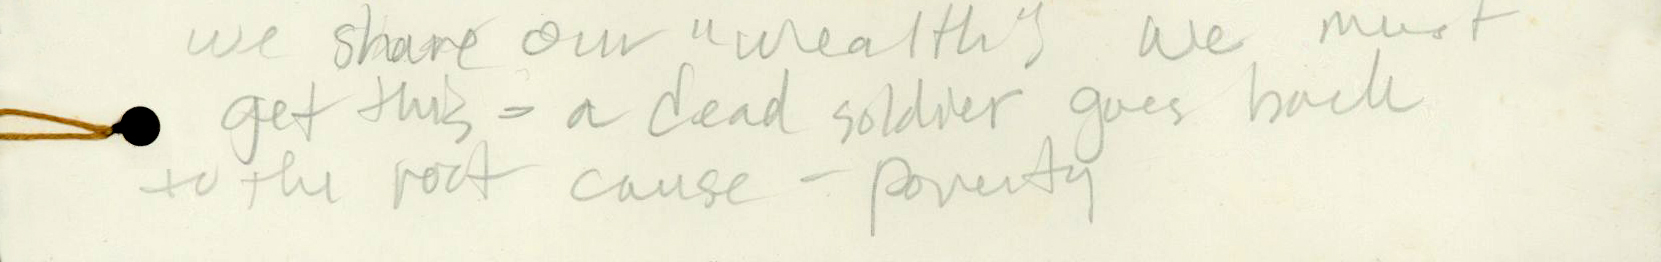 we share our "wealth" we must
get this - a dead soldier goes back
to the root cause - poverty